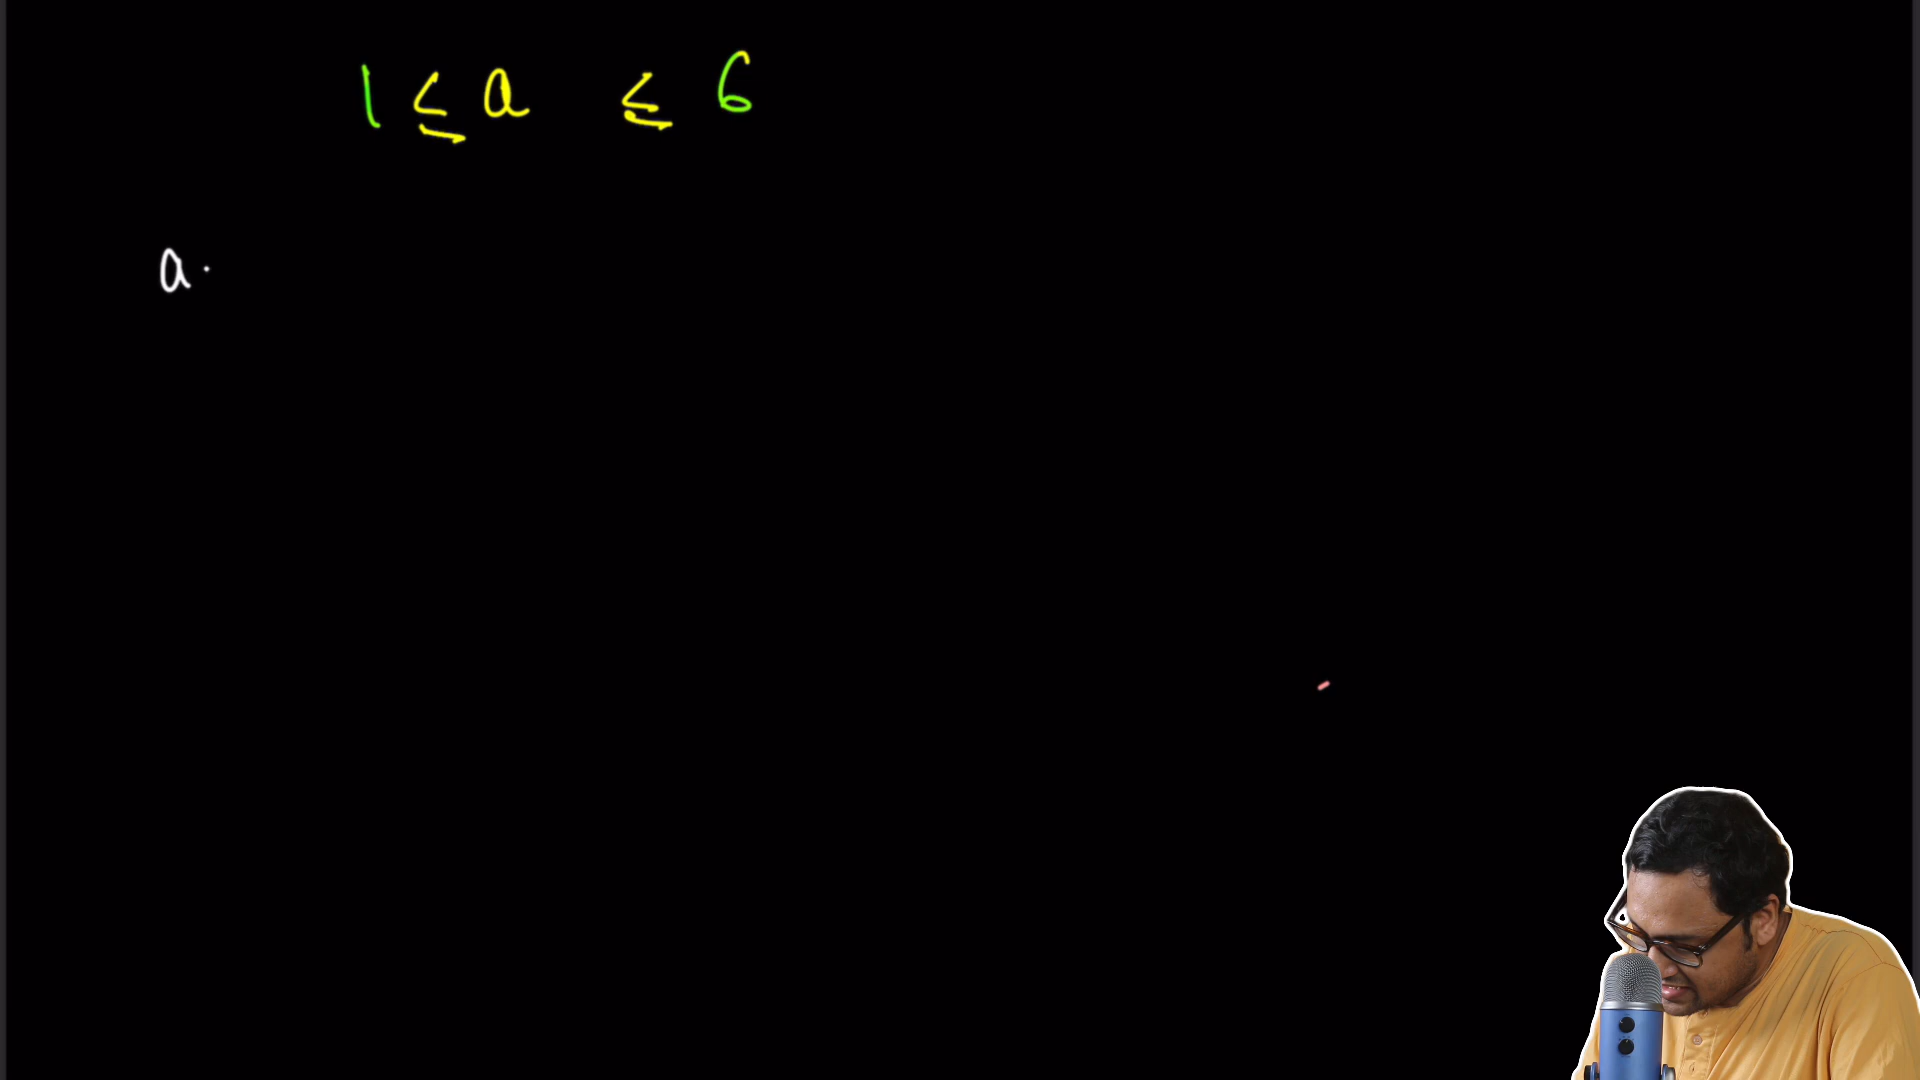 1 ≤ a ≤ 6
a .